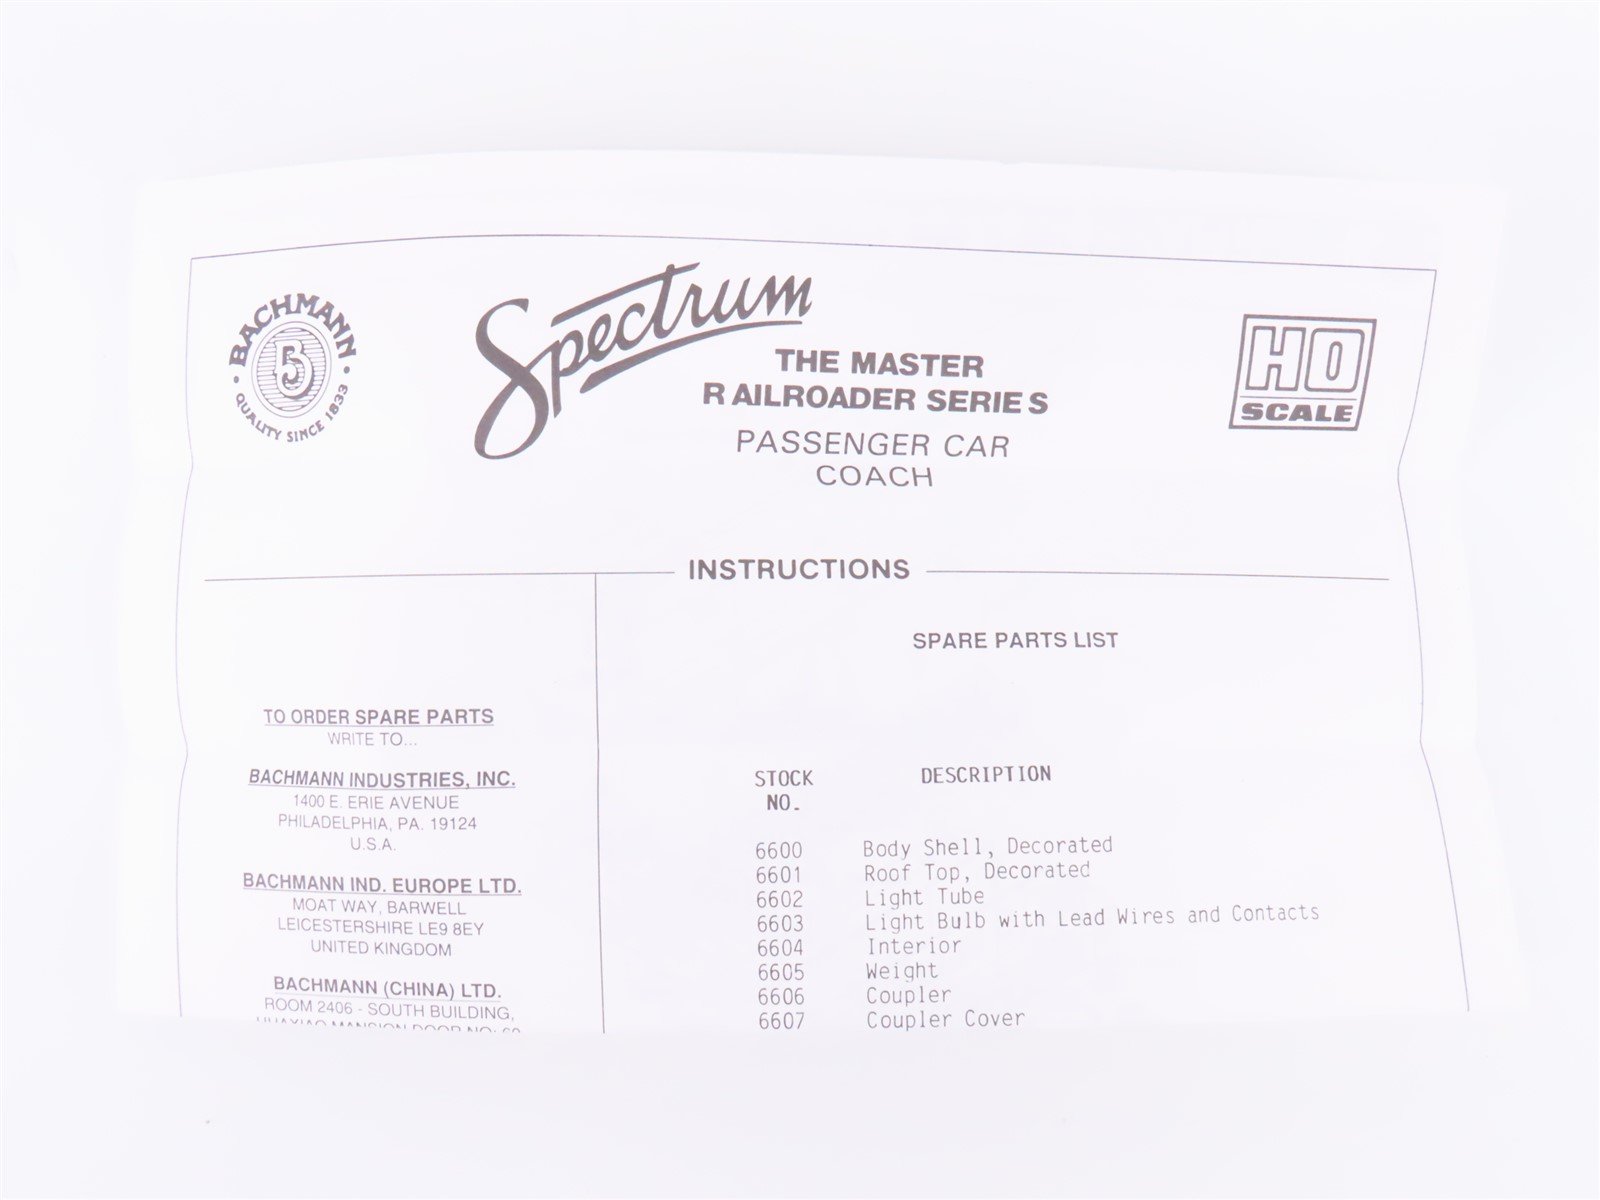 BACHMANN
B
• QUALITY SINCE 1833 •
Spectrum
THE MASTER
RAILROADER SERIES
PASSENGER CAR
COACH
HO
SCALE
INSTRUCTIONS
TO ORDER SPARE PARTS
WRITE TO...
BACHMANN INDUSTRIES, INC.
1400 E. ERIE AVENUE
PHILADELPHIA, PA. 19124
U.S.A.
BACHMANN IND. EUROPE LTD.
MOAT WAY, BARWELL
LEICESTERSHIRE LE9 8EY
UNITED KINGDOM
BACHMANN (CHINA) LTD.
ROOM 2406 - SOUTH BUILDING,
HUAXIAO MANSION DOOR NO:
SPARE PARTS LIST
STOCK DESCRIPTION
NO.
6600 Body Shell, Decorated
6601 Roof Top, Decorated
6602 Light Tube
6603 Light Bulb with Lead Wires and Contacts
6604 Interior
6605 Weight
6606 Coupler
6607 Coupler Cover